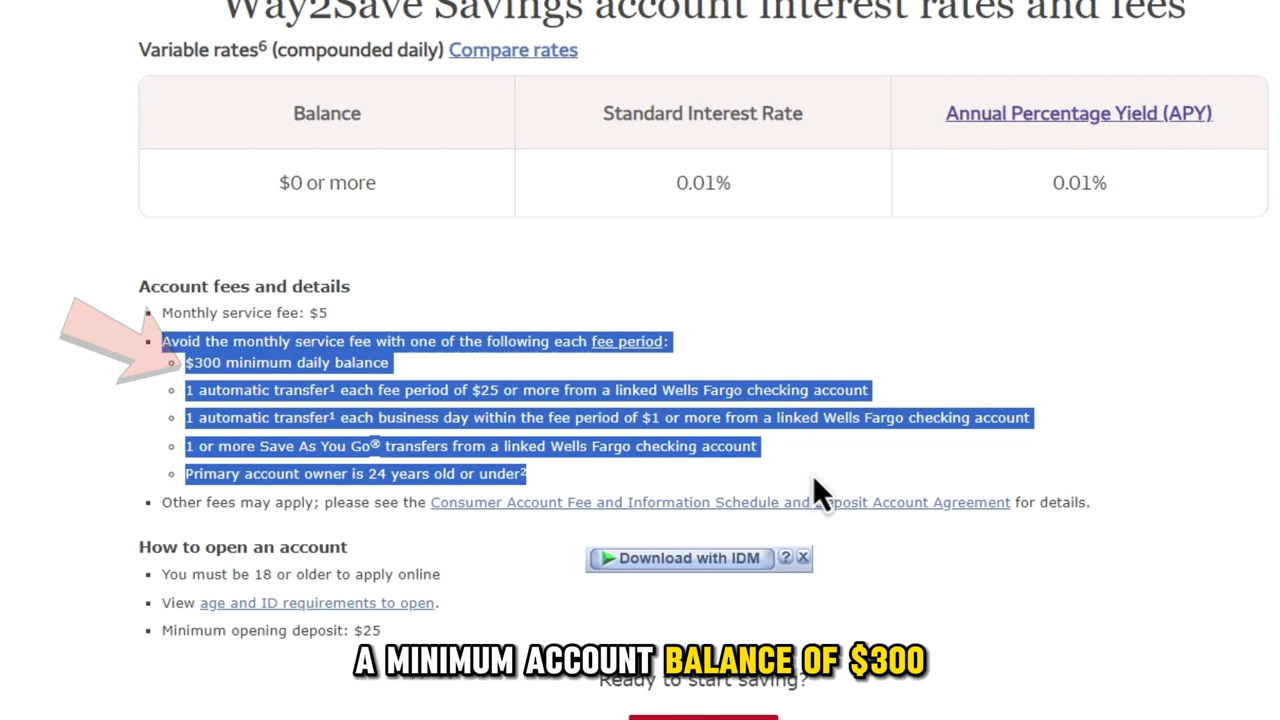 Way2Save Savings account interest rates and fees
Variable rates⁶ (compounded daily) Compare rates
Balance Standard Interest Rate Annual Percentage Yield (APY)
$0 or more 0.01% 0.01%
Account fees and details
▪ Monthly service fee: $5
▪ Avoid the monthly service fee with one of the following each fee period:
◦ $300 minimum daily balance
◦ 1 automatic transfer¹ each fee period of $25 or more from a linked Wells Fargo checking account
◦ 1 automatic transfer¹ each business day within the fee period of $1 or more from a linked Wells Fargo checking account
◦ 1 or more Save As You Go® transfers from a linked Wells Fargo checking account
◦ Primary account owner is 24 years old or under²
▪ Other fees may apply; please see the Consumer Account Fee and Information Schedule and Deposit Account Agreement for details.
How to open an account
Download with IDM ? X
▪ You must be 18 or older to apply online
▪ View age and ID requirements to open.
▪ Minimum opening deposit: $25
A MINIMUM ACCOUNT BALANCE OF $300
Ready to start saving?